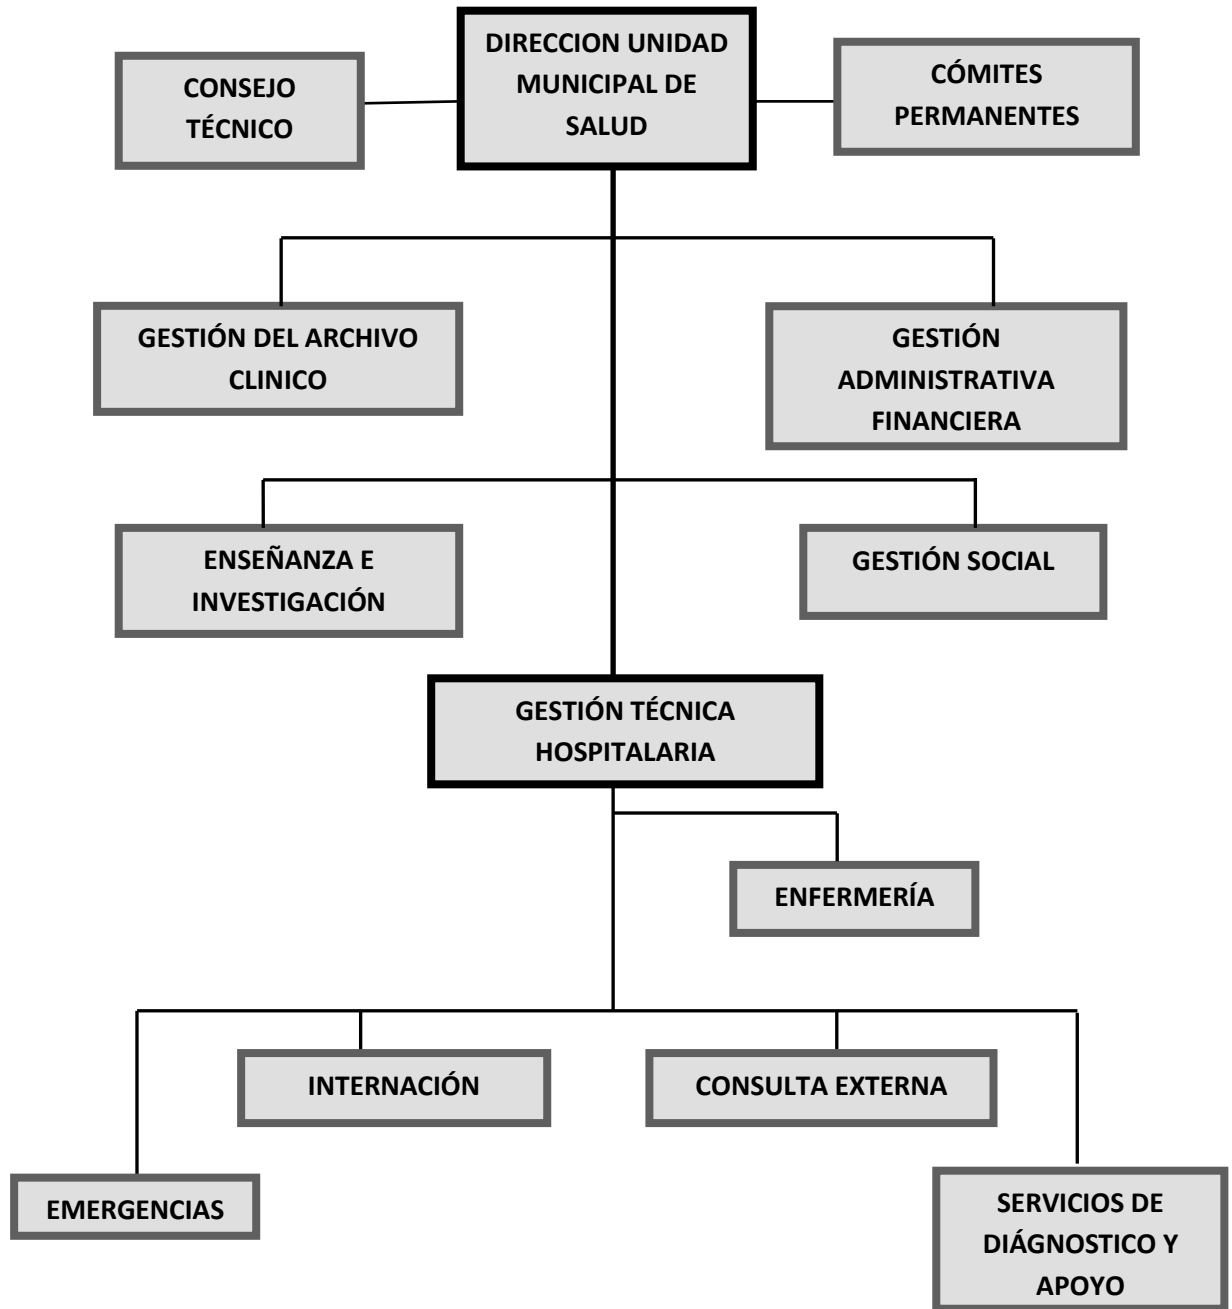 DIRECCION UNIDAD
MUNICIPAL DE
SALUD
CONSEJO
TÉCNICO
CÓMITES
PERMANENTES
GESTIÓN DEL ARCHIVO
CLINICO
GESTIÓN
ADMINISTRATIVA
FINANCIERA
ENSEÑANZA E
INVESTIGACIÓN
GESTIÓN SOCIAL
GESTIÓN TÉCNICA
HOSPITALARIA
ENFERMERÍA
INTERNACIÓN
CONSULTA EXTERNA
EMERGENCIAS
SERVICIOS DE
DIÁGNOSTICO Y
APOYO